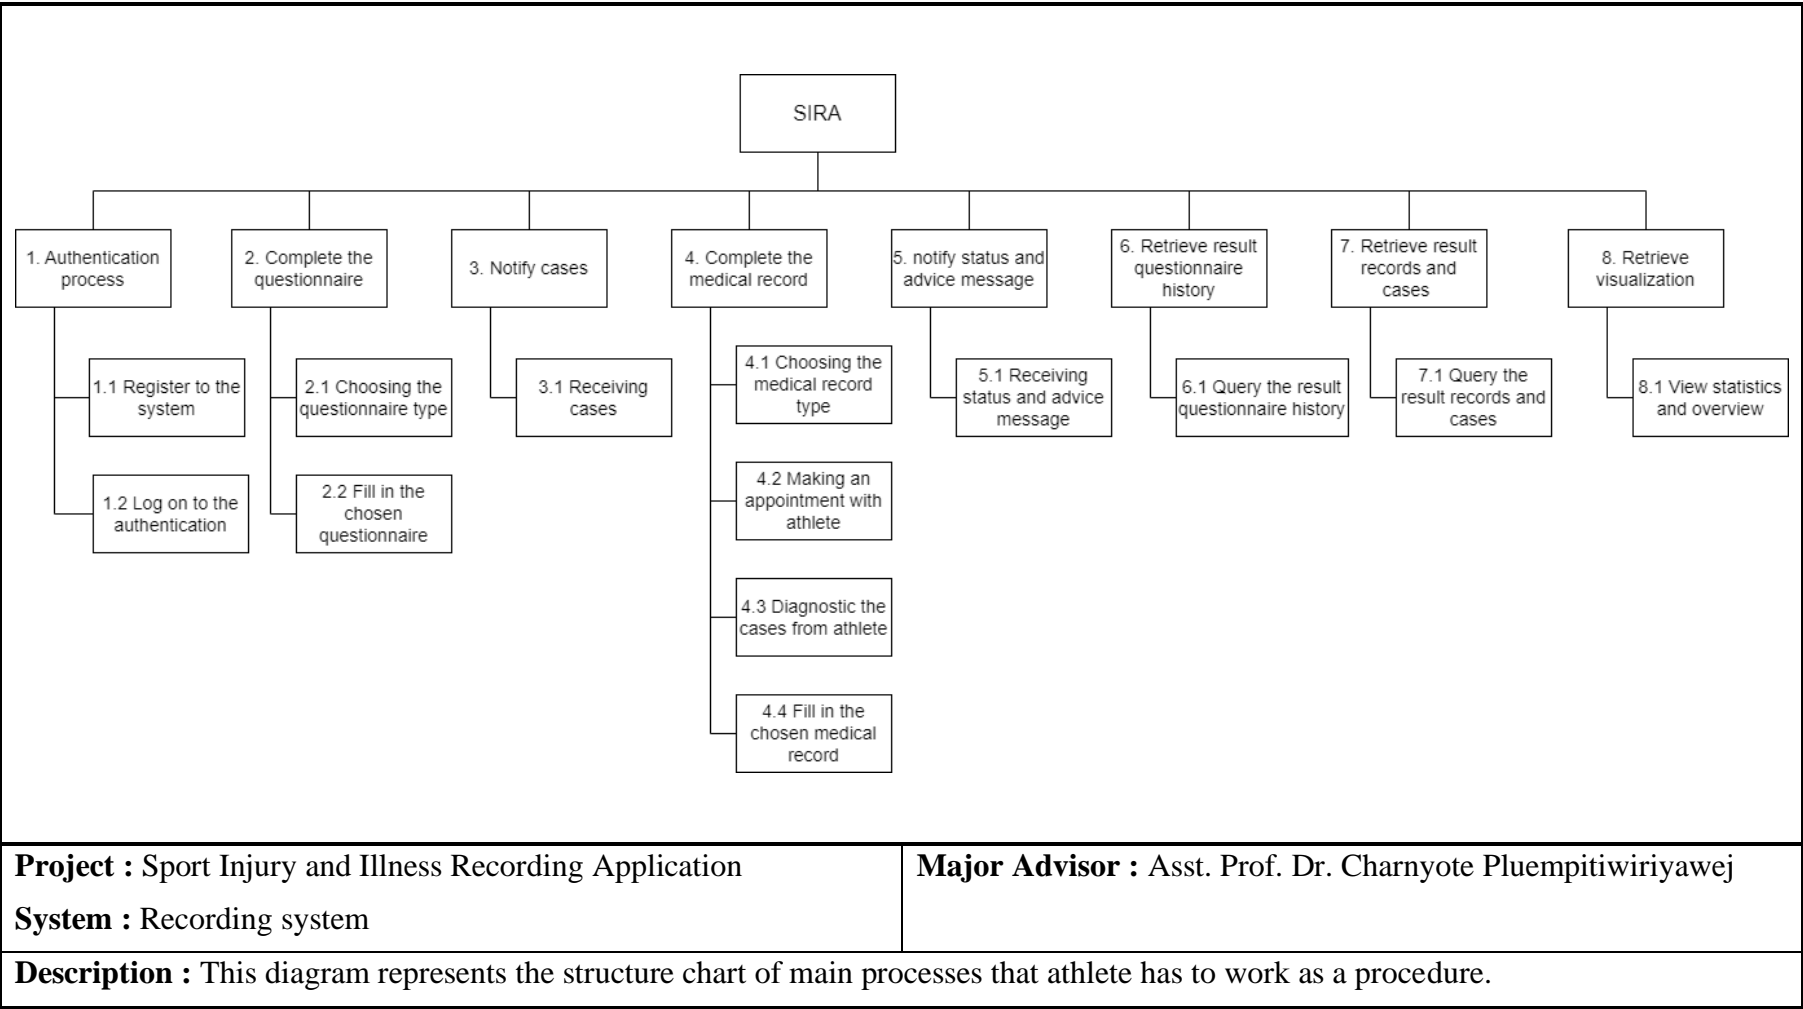 SIRA
1. Authentication
process
2. Complete the
questionnaire
3. Notify cases
4. Complete the
medical record
5. notify status and
advice message
6. Retrieve result
questionnaire
history
7. Retrieve result
records and
cases
8. Retrieve
visualization
1.1 Register to the
system
1.2 Log on to the
authentication
2.1 Choosing the
questionnaire type
2.2 Fill in the
chosen
questionnaire
3.1 Receiving
cases
4.1 Choosing the
medical record
type
4.2 Making an
appointment with
athlete
4.3 Diagnostic the
cases from athlete
4.4 Fill in the
chosen medical
record
5.1 Receiving
status and advice
message
6.1 Query the result
questionnaire history
7.1 Query the
result records and
cases
8.1 View statistics
and overview
Project : Sport Injury and Illness Recording Application
System : Recording system
Major Advisor : Asst. Prof. Dr. Charnyote Pluempitiwiriyawej
Description : This diagram represents the structure chart of main processes that athlete has to work as a procedure.